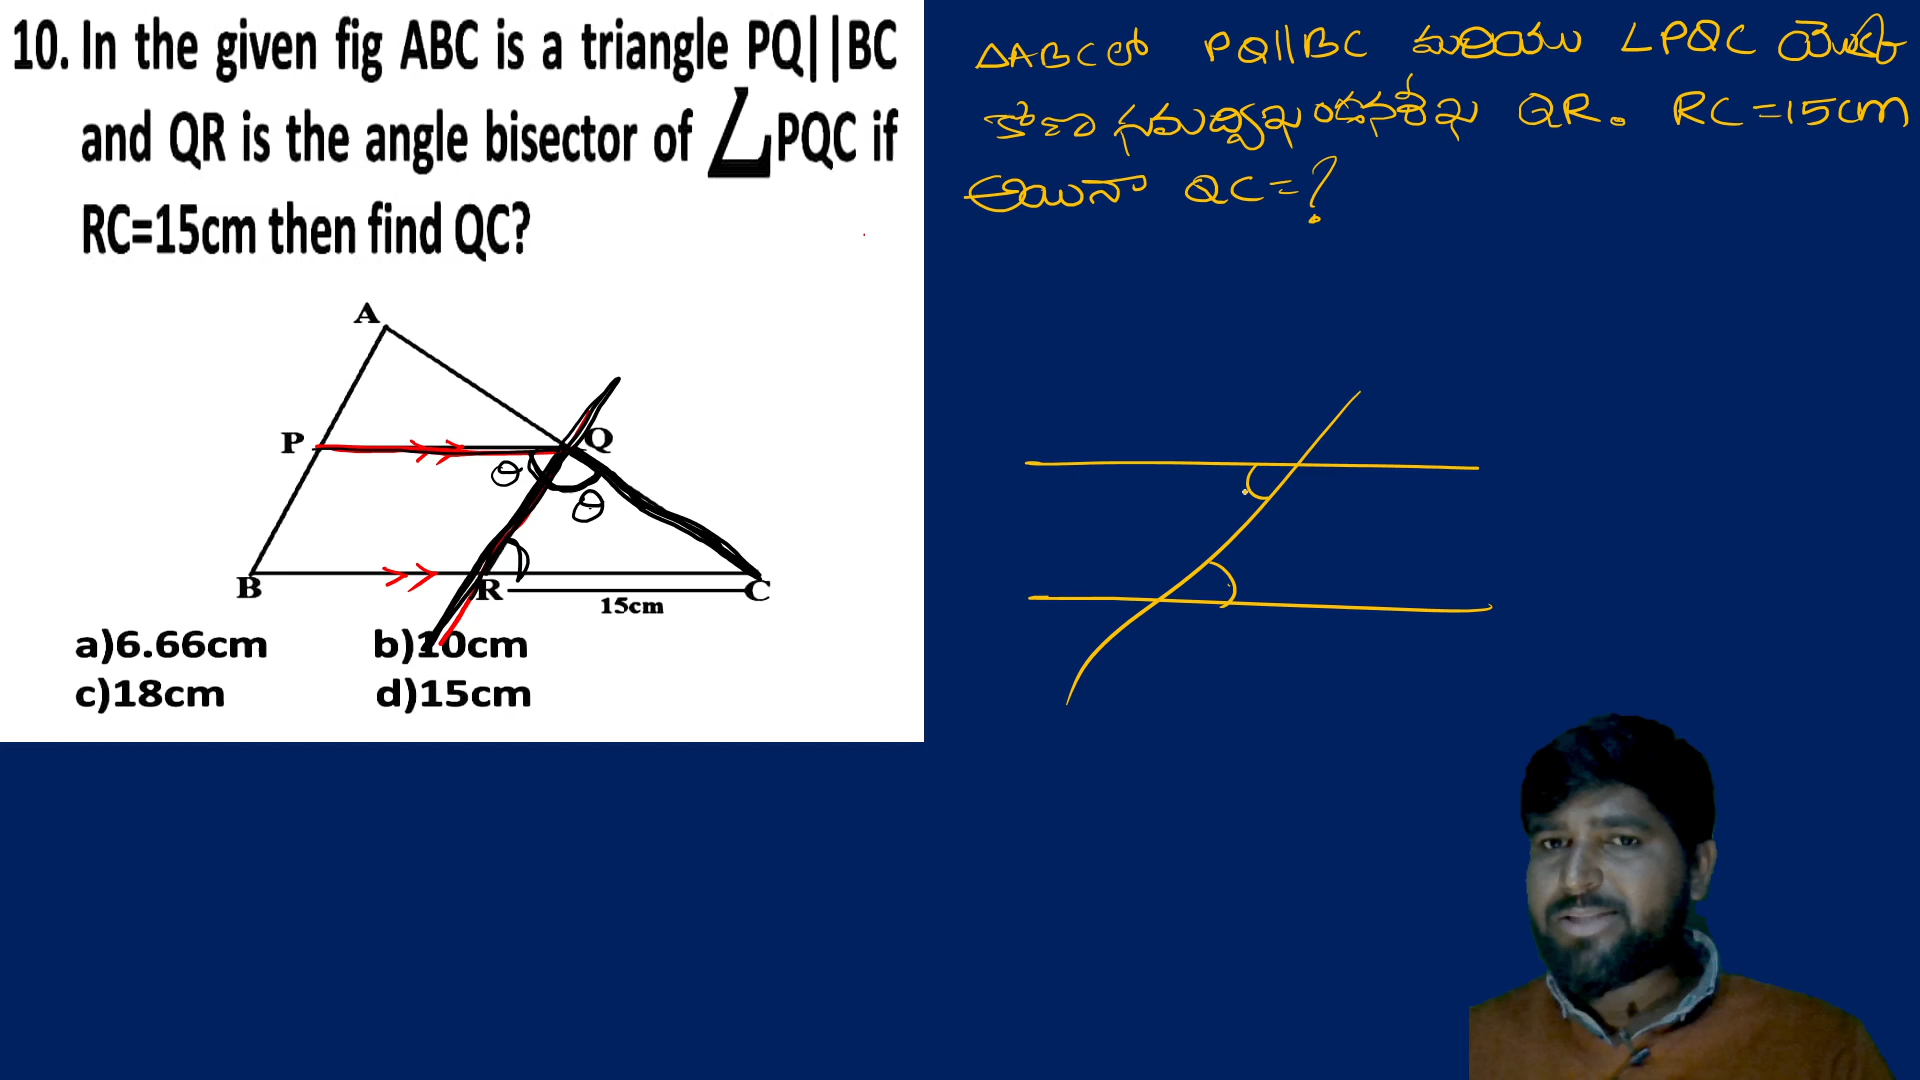 10. In the given fig ABC is a triangle PQ||BC
and QR is the angle bisector of ∠PQC if
RC=15cm then find QC?
A
P
Q
θ
θ
B
R
C
15cm
a)6.66cm b)10cm
c)18cm d)15cm
△ABCలో PQ||BC మరియు ∠PQC యొక్క
కోణ సమద్విఖండనరేఖ QR. RC=15cm
అయినా QC=?